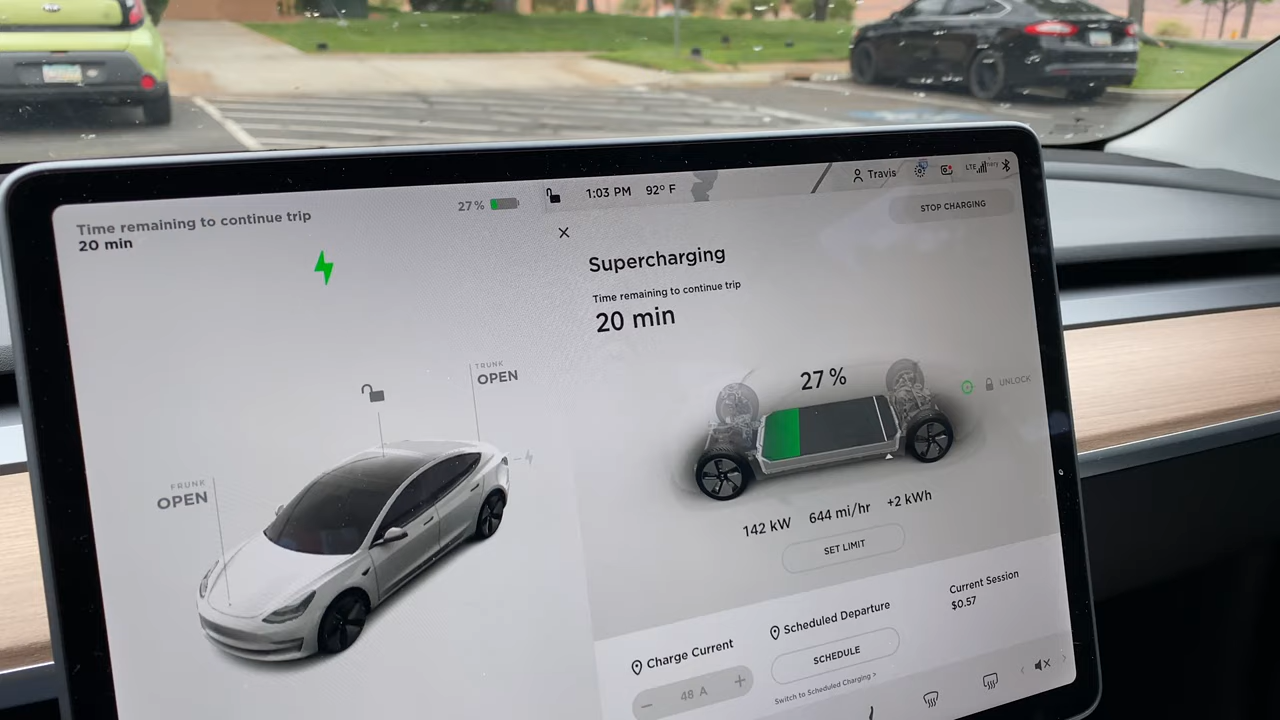 Time remaining to continue trip
20 min
27 %
1:03 PM
92° F
Travis
LTE
STOP CHARGING
Supercharging
Time remaining to continue trip
20 min
27 %
UNLOCK
142 kW
644 mi/hr
+2 kWh
SET LIMIT
TRUNK
OPEN
FRUNK
OPEN
Charge Current
48 A
Scheduled Departure
SCHEDULE
Switch to Scheduled Charging >
Current Session
$0.57